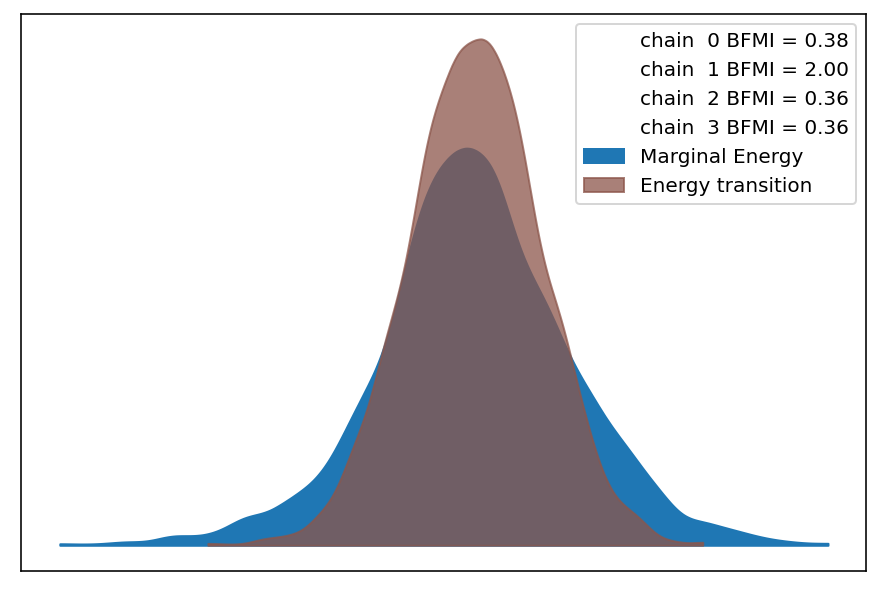 chain  0 BFMI = 0.38
chain  1 BFMI = 2.00
chain  2 BFMI = 0.36
chain  3 BFMI = 0.36
Marginal Energy
Energy transition